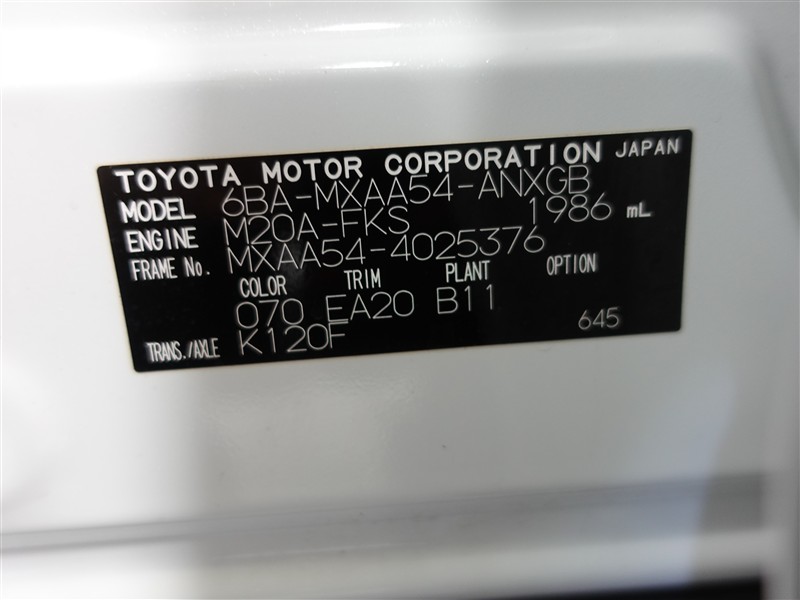 TOYOTA MOTOR CORPORATION JAPAN
MODEL 6BA-MXAA54-ANXGB
ENGINE M20A-FKS 1986 mL
FRAME No. MXAA54-4025376
COLOR TRIM PLANT OPTION
070 EA20 B11
TRANS./AXLE K120F 645